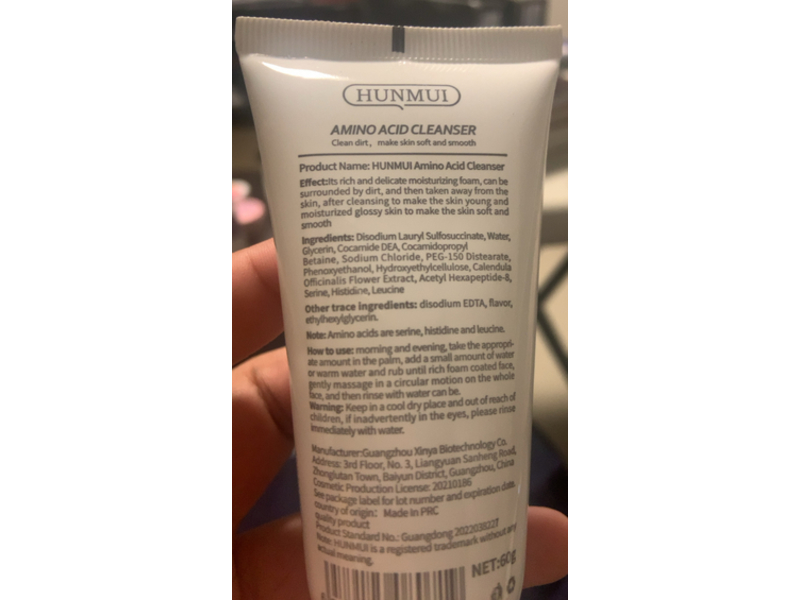 HUNMUI
AMINO ACID CLEANSER
Clean dirt, make skin soft and smooth
Product Name: HUNMUI Amino Acid Cleanser
Effect:Its rich and delicate moisturizing foam, can be
surrounded by dirt, and then taken away from the
skin, after cleansing to make the skin young and
moisturized glossy skin to make the skin soft and
smooth
Ingredients: Disodium Lauryl Sulfosuccinate, Water,
Glycerin, Cocamide DEA, Cocamidopropyl
Betaine, Sodium Chloride, PEG-150 Distearate,
Phenoxyethanol, Hydroxyethylcellulose, Calendula
Officinalis Flower Extract, Acetyl Hexapeptide-8,
Serine, Histidine, Leucine
Other trace ingredients: disodium EDTA, flavor,
ethylhexylglycerin.
Note: Amino acids are serine, histidine and leucine.
How to use: morning and evening, take the appropri-
ate amount in the palm, add a small amount of water
or warm water and rub until rich foam coated face,
gently massage in a circular motion on the whole
face, and then rinse with water can be.
Warning: Keep in a cool dry place and out of reach of
children, if inadvertently in the eyes, please rinse
immediately with water.
Manufacturer:Guangzhou Xinya Biotechnology Co.
Address: 3rd Floor, No. 3, Liangyuan Sanheng Road,
Zhonglutan Town, Baiyun District, Guangzhou, China
Cosmetic Production License: 20210186
See package label for lot number and expiration date.
country of origin: Made in PRC
quality product
Product Standard No.: Guangdong 2022038227
Note: HUNMUI is a registered trademark without any
actual meaning.
NET:60g